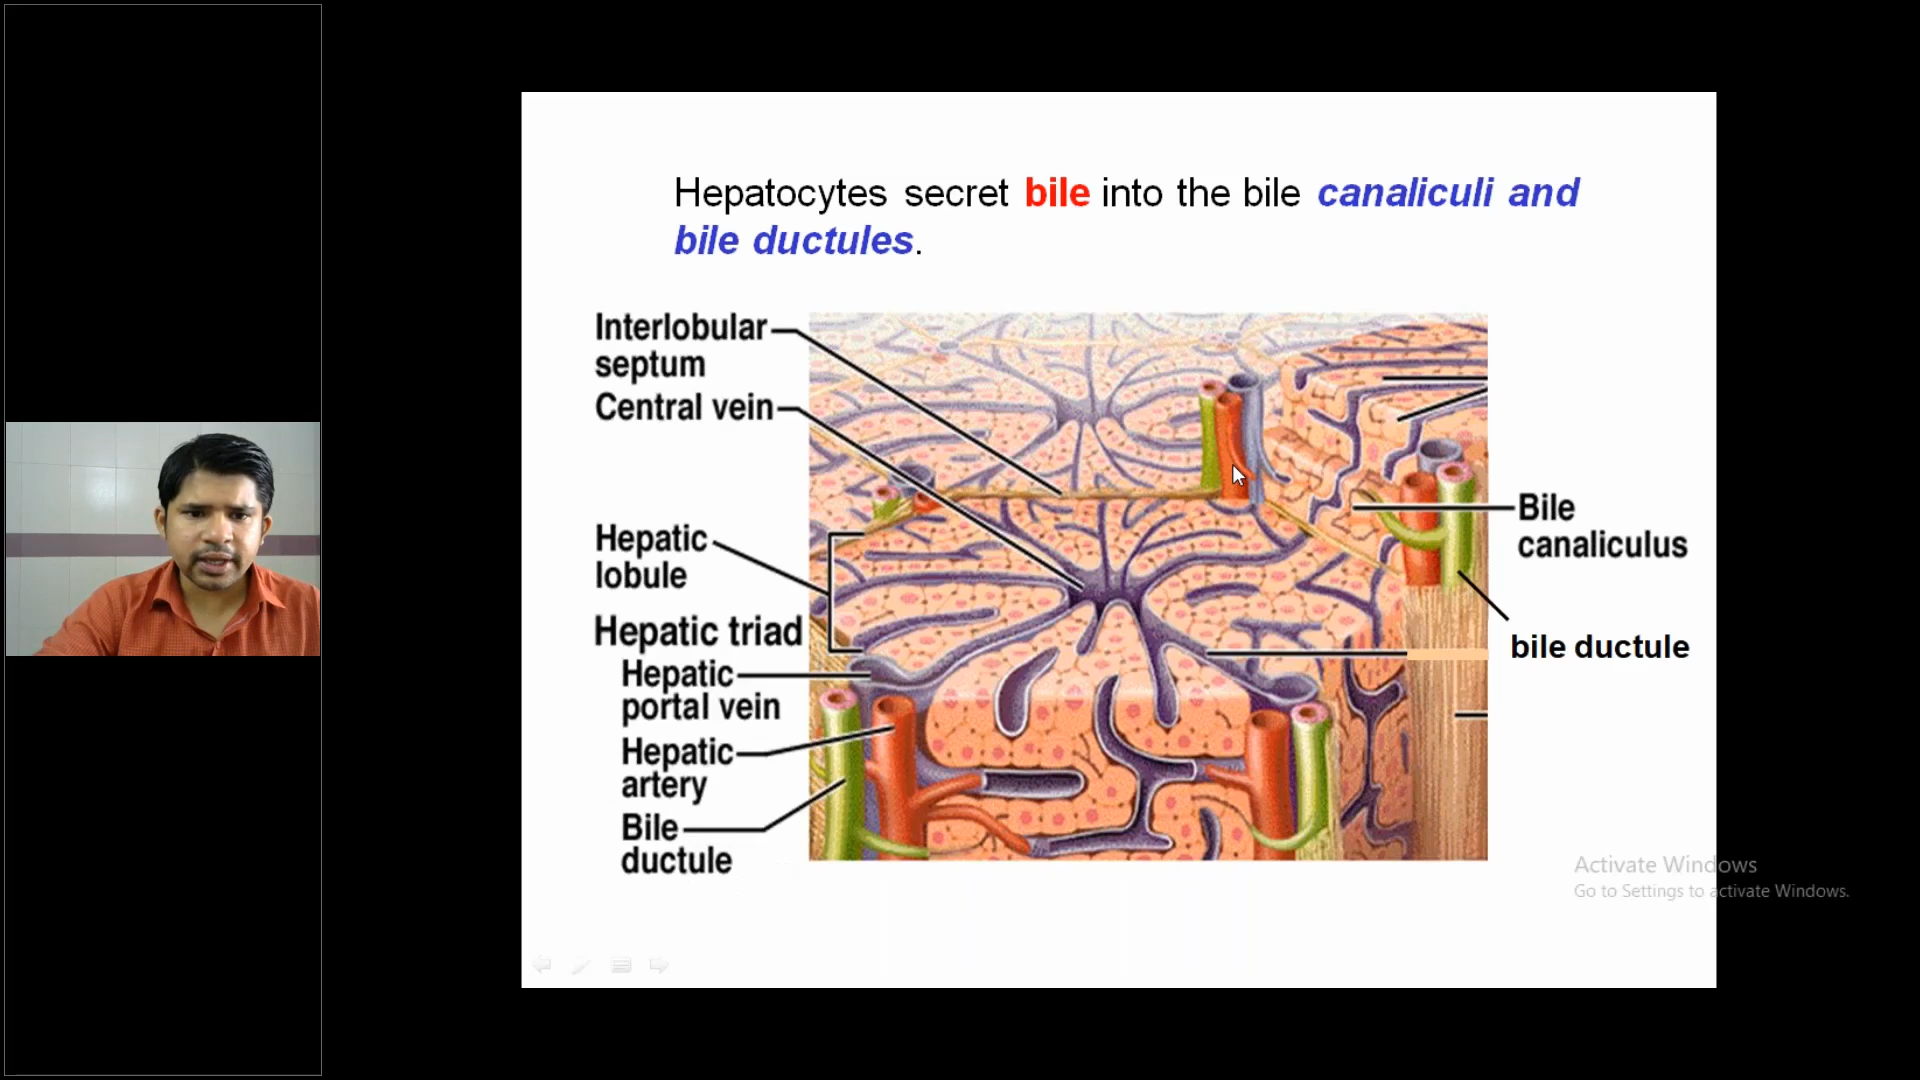 Hepatocytes secret bile into the bile canaliculi and
bile ductules.
Interlobular
septum
Central vein
Hepatic
lobule
Hepatic triad
Hepatic
portal vein
Hepatic
artery
Bile
ductule
Bile
canaliculus
bile ductule
Activate Windows
Go to Settings to activate Windows.